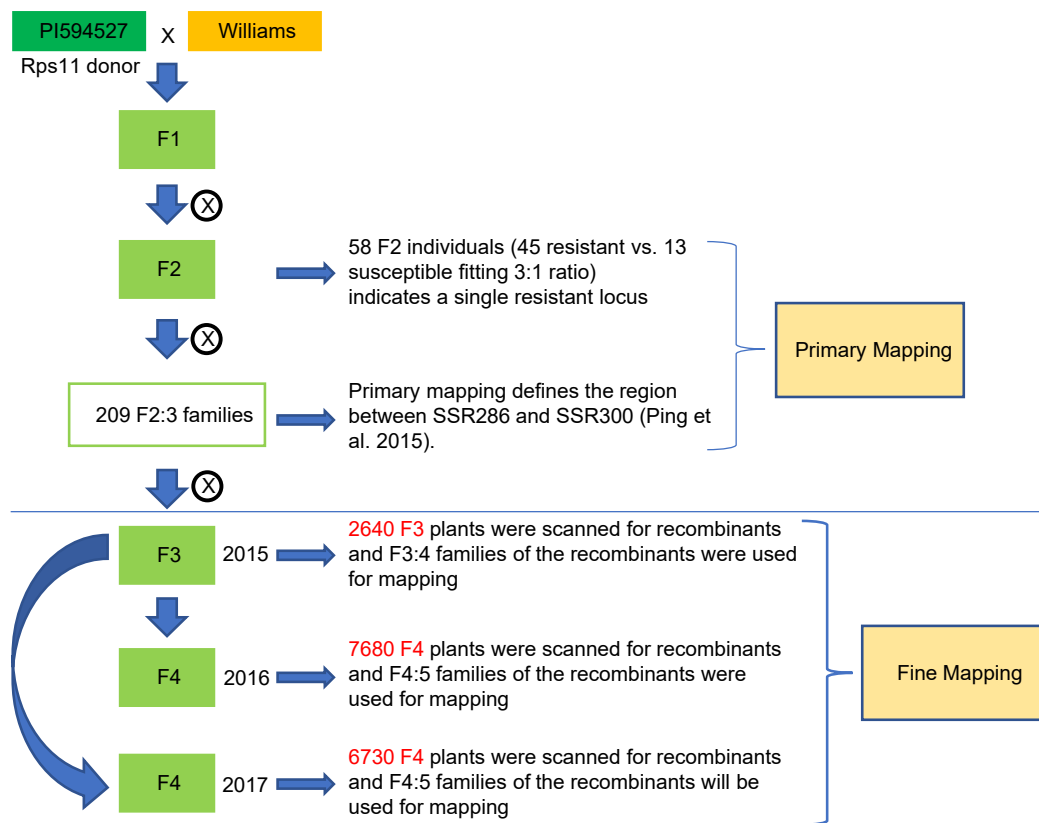 PI594527
X
Williams
Rps11 donor
F1
X
F2
58 F2 individuals (45 resistant vs. 13
susceptible fitting 3:1 ratio)
indicates a single resistant locus
X
Primary Mapping
209 F2:3 families
Primary mapping defines the region
between SSR286 and SSR300 (Ping et
al. 2015).
X
F3
2015
2640 F3 plants were scanned for recombinants
and F3:4 families of the recombinants were used
for mapping
F4
2016
7680 F4 plants were scanned for recombinants
and F4:5 families of the recombinants were
used for mapping
Fine Mapping
F4
2017
6730 F4 plants were scanned for recombinants
and F4:5 families of the recombinants will be
used for mapping